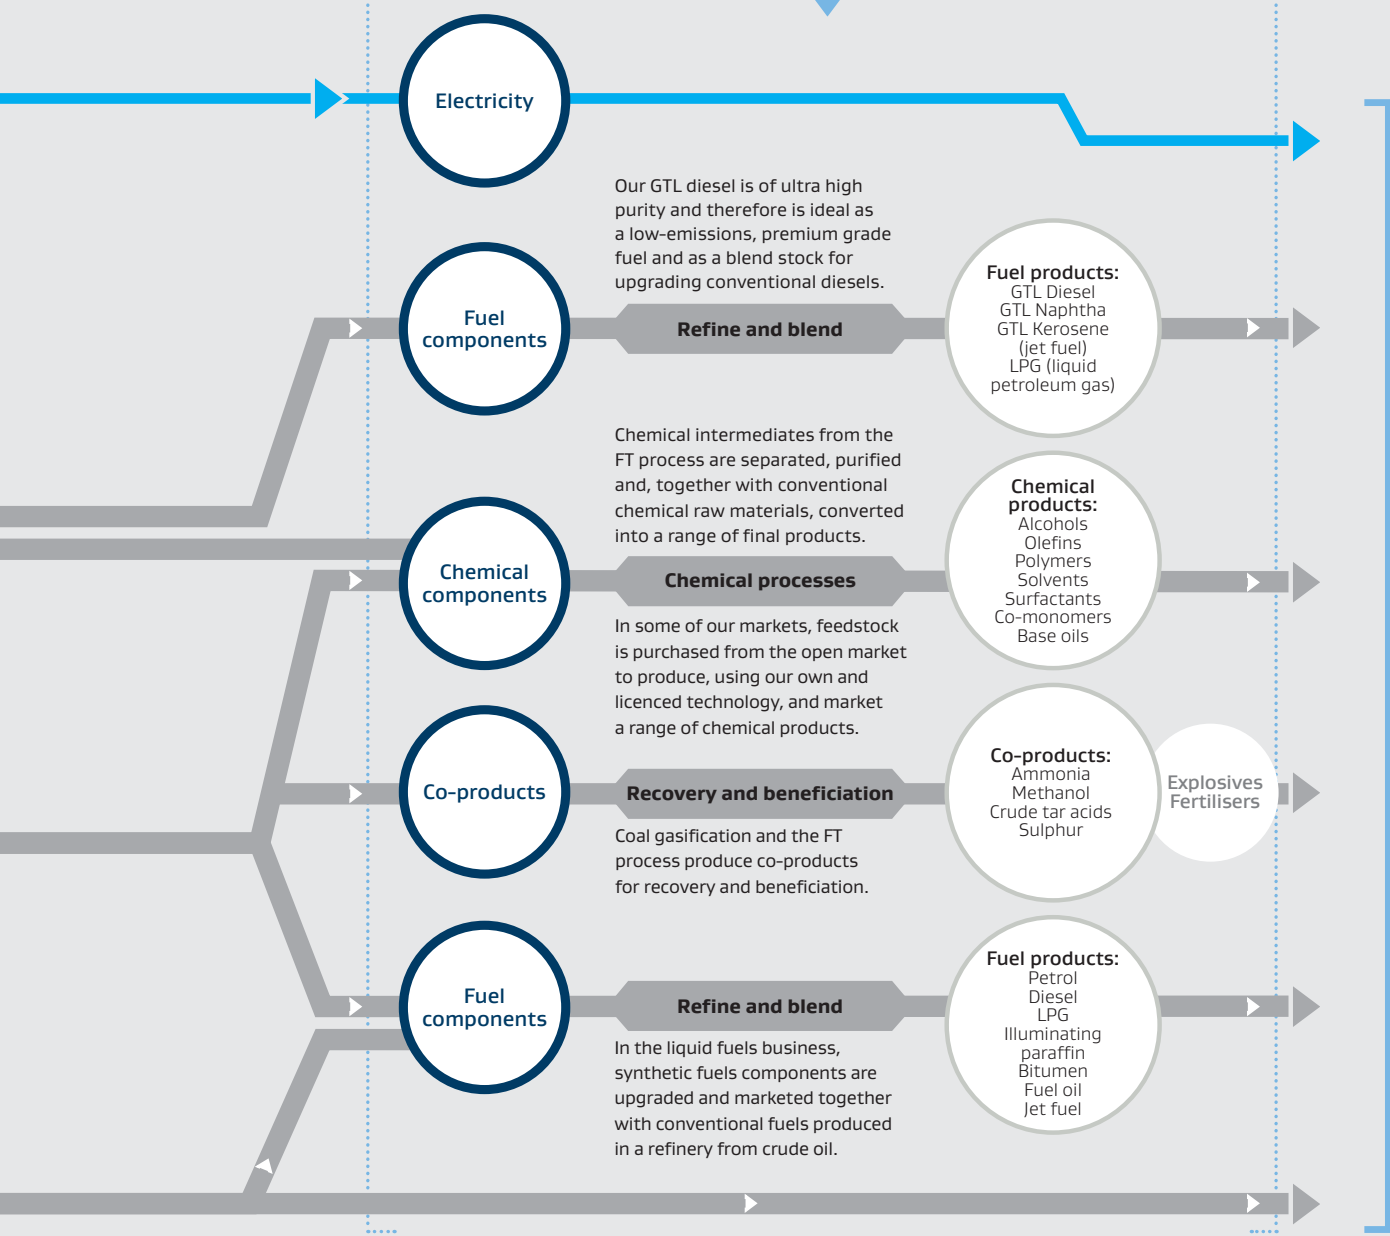 Electricity
Our GTL diesel is of ultra high
purity and therefore is ideal as
a low-emissions, premium grade
fuel and as a blend stock for
upgrading conventional diesels.
Fuel
components
Refine and blend
Fuel products:
GTL Diesel
GTL Naphtha
GTL Kerosene
(jet fuel)
LPG (liquid
petroleum gas)
Chemical intermediates from the
FT process are separated, purified
and, together with conventional
chemical raw materials, converted
into a range of final products.
Chemical
components
Chemical processes
Chemical
products:
Alcohols
Olefins
Polymers
Solvents
Surfactants
Co-monomers
Base oils
In some of our markets, feedstock
is purchased from the open market
to produce, using our own and
licenced technology, and market
a range of chemical products.
Co-products
Recovery and beneficiation
Co-products:
Ammonia
Methanol
Crude tar acids
Sulphur
Explosives
Fertilisers
Coal gasification and the FT
process produce co-products
for recovery and beneficiation.
Fuel
components
Refine and blend
Fuel products:
Petrol
Diesel
LPG
Illuminating
paraffin
Bitumen
Fuel oil
Jet fuel
In the liquid fuels business,
synthetic fuels components are
upgraded and marketed together
with conventional fuels produced
in a refinery from crude oil.